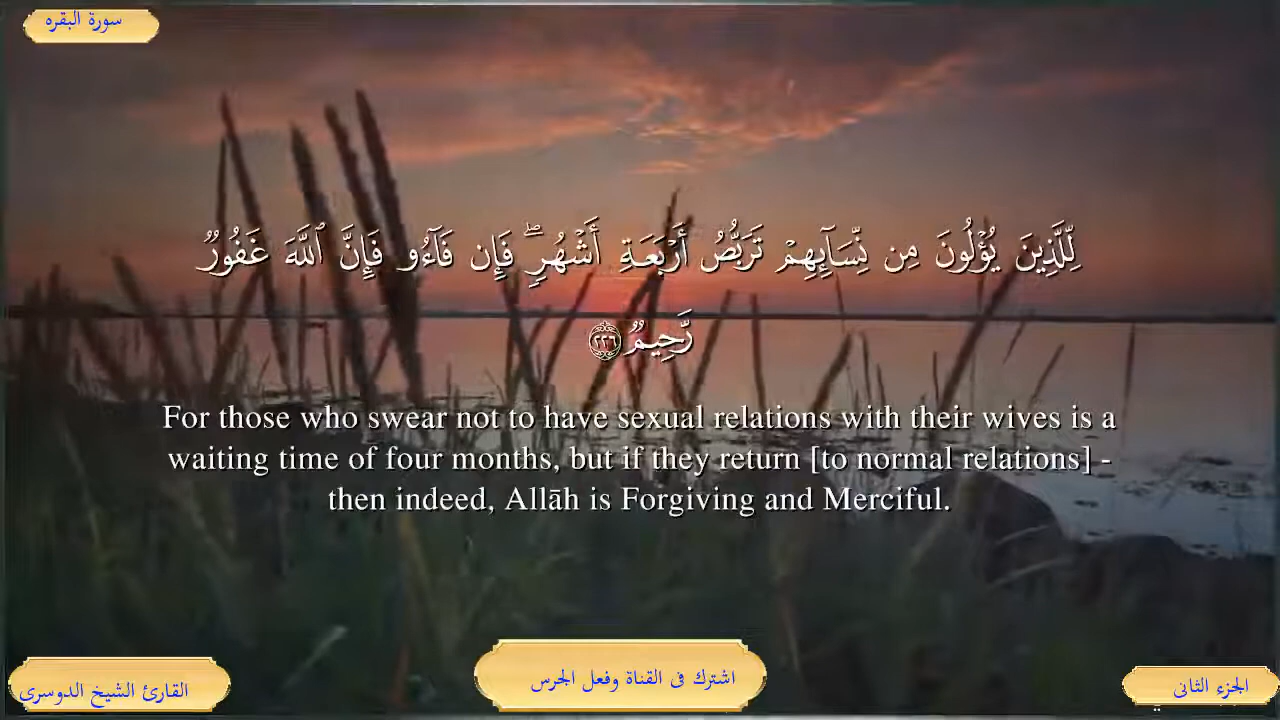 سورة البقره
لِّلَّذِينَ يُؤْلُونَ مِن نِّسَآئِهِمْ تَرَبُّصُ أَرْبَعَةِ أَشْهُرٍۖ فَإِن فَآءُو فَإِنَّ ٱللَّهَ غَفُورٌ
رَّحِيمٌ ٢٢٦
For those who swear not to have sexual relations with their wives is a
waiting time of four months, but if they return [to normal relations] -
then indeed, Allāh is Forgiving and Merciful.
اشترك فى القناة وفعل الجرس
الجزء الثانى
القارئ الشيخ الدوسرى